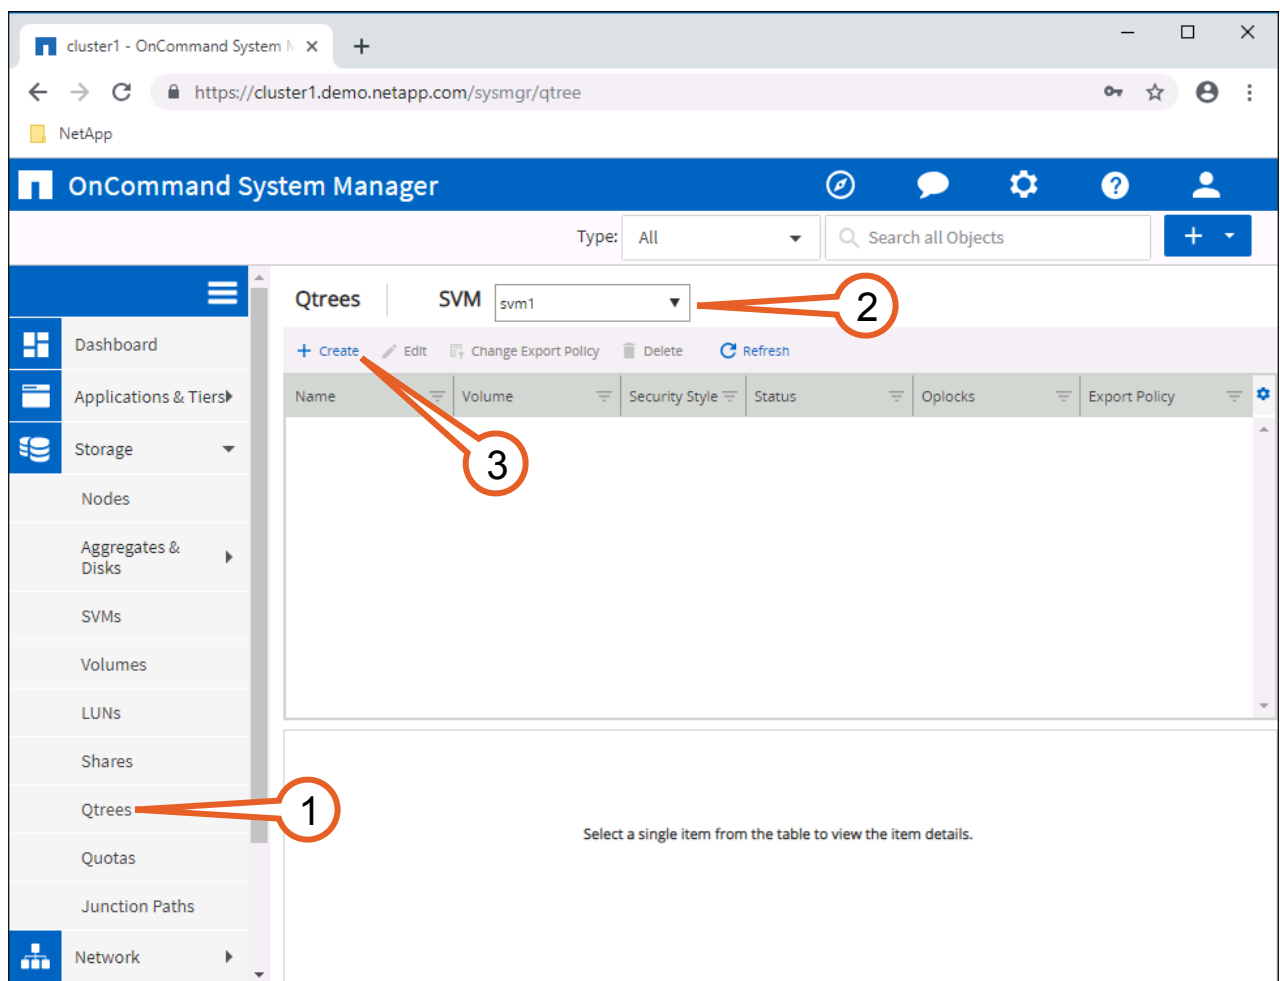 cluster1 - OnCommand System M
https://cluster1.demo.netapp.com/sysmgr/qtree
NetApp
OnCommand System Manager
Type: All Search all Objects
Qtrees SVM svm1 2
Dashboard
Create Edit Change Export Policy Delete Refresh
Applications & Tiers
Name Volume Security Style Status Oplocks Export Policy
Storage
3
Nodes
Aggregates &
Disks
SVMs
Volumes
LUNs
Shares
Qtrees 1
Select a single item from the table to view the item details.
Quotas
Junction Paths
Network